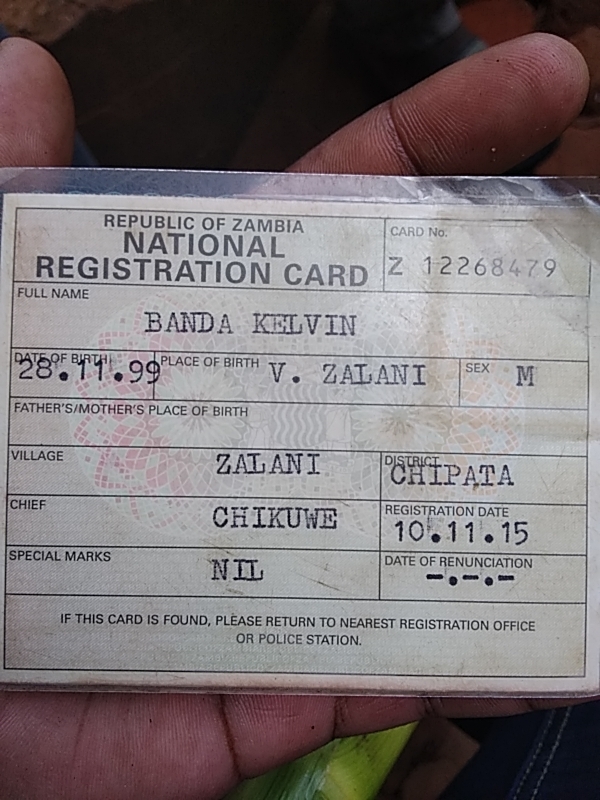 REPUBLIC OF ZAMBIA
NATIONAL
REGISTRATION CARD
CARD No.
Z 12268479
FULL NAME
BANDA KELVIN
DATE OF BIRTH
28.11.99
PLACE OF BIRTH
V. ZALANI
SEX
M
FATHER'S/MOTHER'S PLACE OF BIRTH
VILLAGE
ZALANI
DISTRICT
CHIPATA
CHIEF
CHIKUWE
REGISTRATION DATE
10.11.15
SPECIAL MARKS
NIL
DATE OF RENUNCIATION
-.-.-
IF THIS CARD IS FOUND, PLEASE RETURN TO NEAREST REGISTRATION OFFICE
OR POLICE STATION.